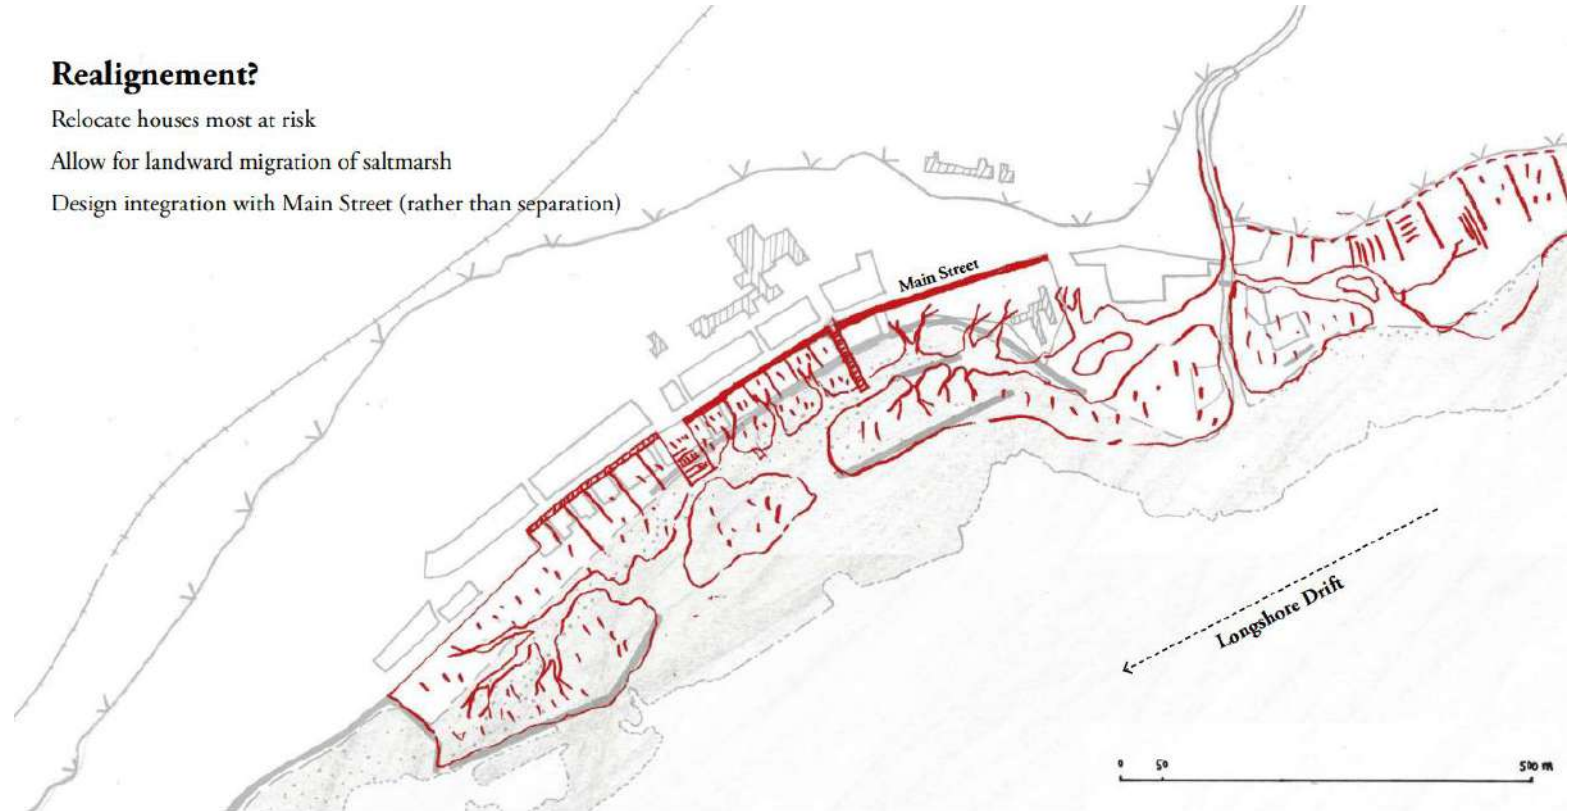 Realignement?
Relocate houses most at risk
Allow for landward migration of saltmarsh
Design integration with Main Street (rather than separation)
Main Street
Longshore Drift
0 50 500 m